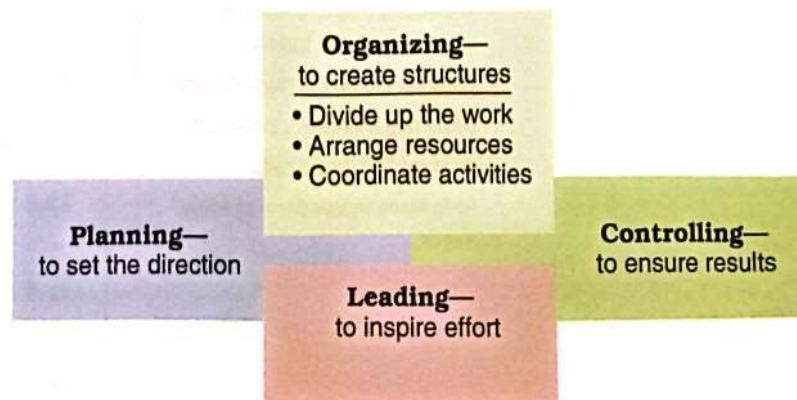 Organizing—
to create structures
• Divide up the work
• Arrange resources
• Coordinate activities
Planning—
to set the direction
Controlling—
to ensure results
Leading—
to inspire effort